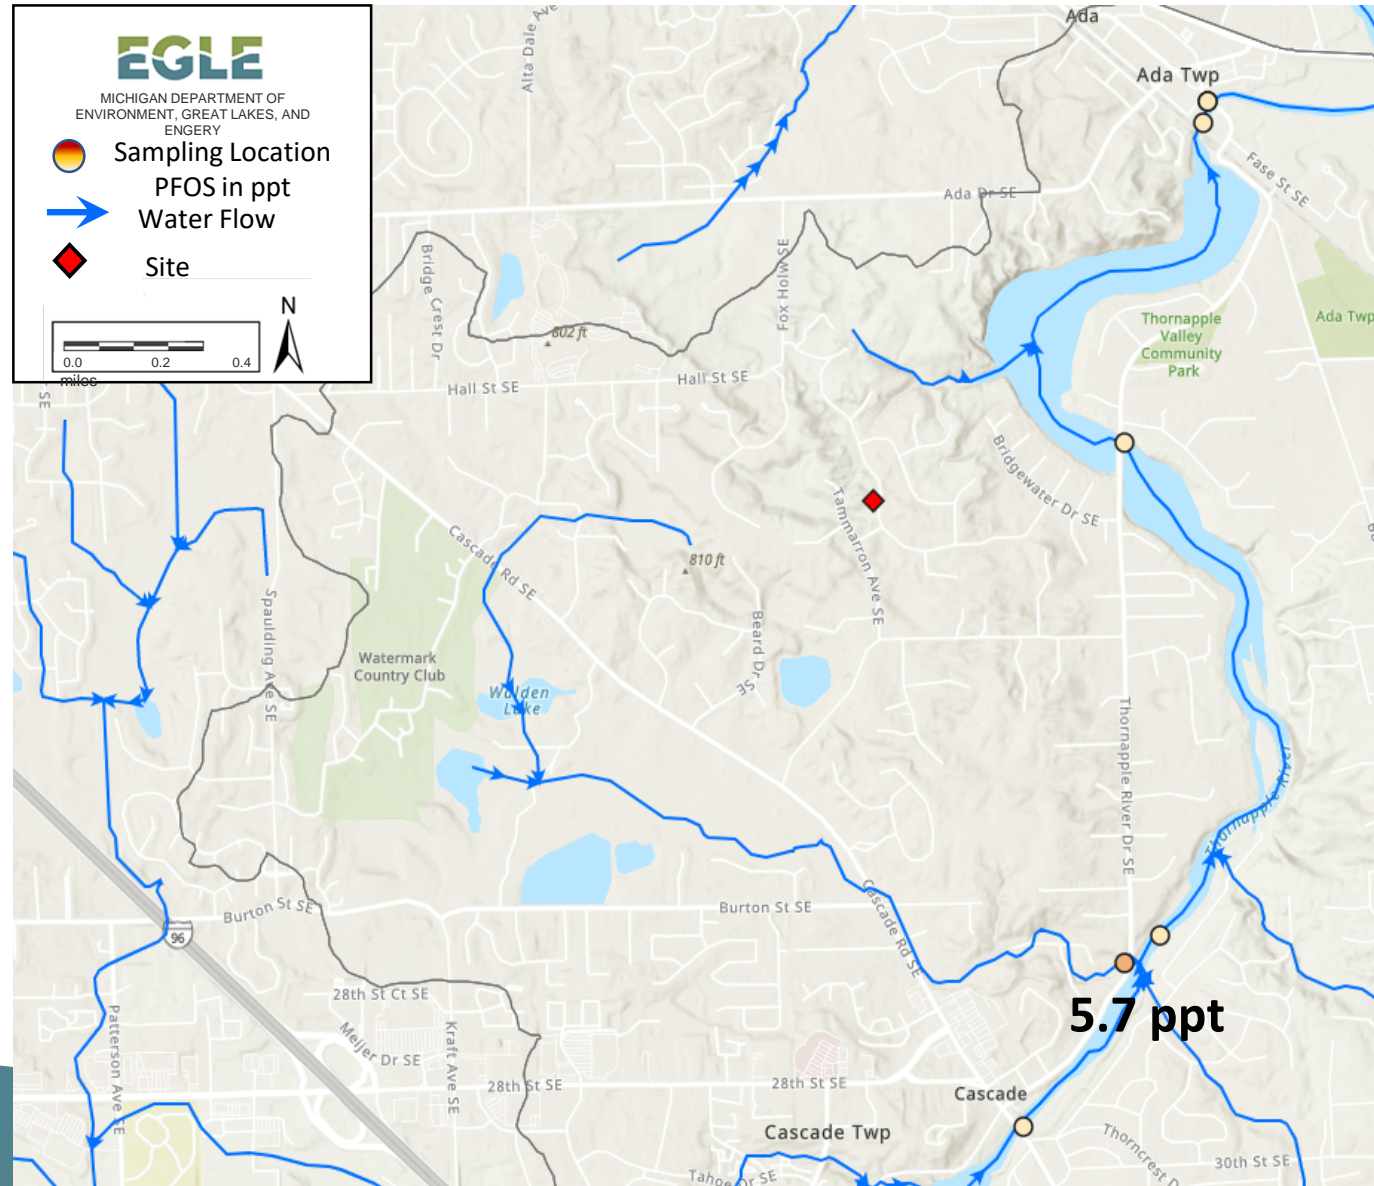 EGLE
MICHIGAN DEPARTMENT OF
ENVIRONMENT, GREAT LAKES, AND
ENGERY
Sampling Location
PFOS in ppt
Water Flow
Site
N
0.0 0.2 0.4
miles
SE
Alta Dale Ave
Ada
Ada Twp
Fase St SE
Ada Dr SE
Bridge Crest Dr
Fox Holw SE
802 ft
Thornapple
Valley
Community
Park
Ada Twp
Hall St SE
Hall St SE
Bridgewater Dr SE
Tammarron Ave SE
Cascade Rd SE
810 ft
Spaulding Ave SE
Beard Dr SE
Watermark
Country Club
Walden
Lake
Thornapple River Dr SE
Thornapple River
Burton St SE
Burton St SE
Cascade Rd SE
96
28th St Ct SE
5.7 ppt
Patterson Ave SE
Meijer Dr SE
Kraft Ave SE
28th St SE
28th St SE
Cascade
Cascade Twp
Thorncrest D
30th St SE
Tahoe Dr SE